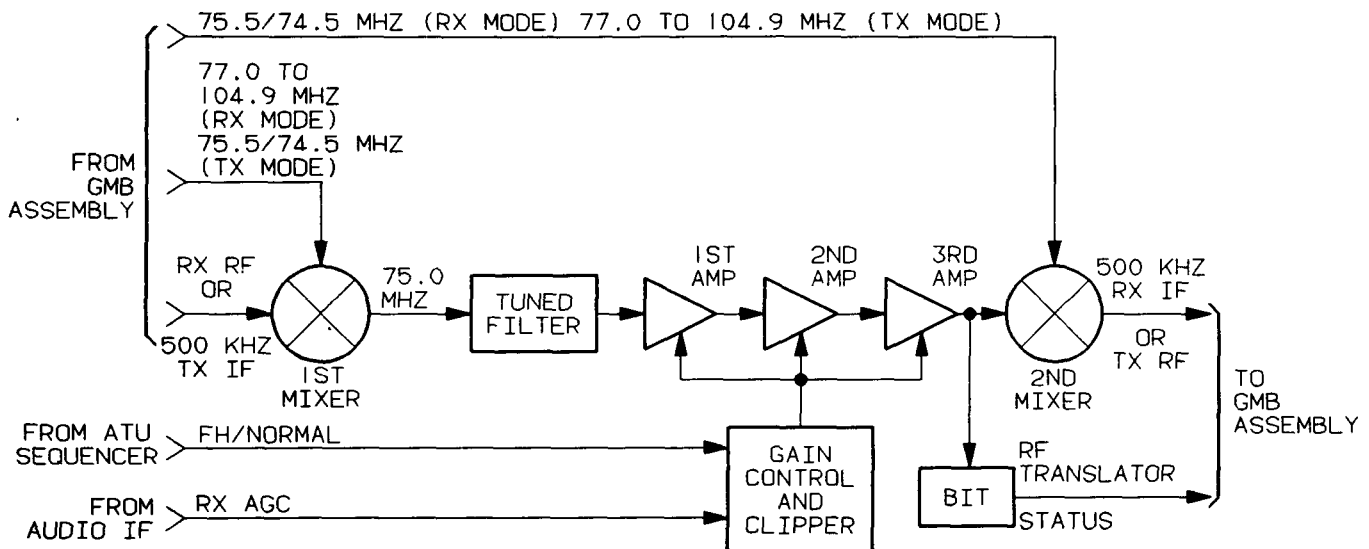 75.5/74.5 MHZ (RX MODE) 77.0 TO 104.9 MHZ (TX MODE)
77.0 TO
104.9 MHZ
(RX MODE)
75.5/74.5 MHZ
(TX MODE)
FROM
GMB
ASSEMBLY
RX RF
OR
500 KHZ
TX IF
1ST
MIXER
75.0
MHZ
TUNED
FILTER
1ST
AMP
2ND
AMP
3RD
AMP
2ND
MIXER
500 KHZ
RX IF
OR
TX RF
TO
GMB
ASSEMBLY
FROM ATU
SEQUENCER
FH/NORMAL
FROM
AUDIO IF
RX AGC
GAIN
CONTROL
AND
CLIPPER
BIT
RF
TRANSLATOR
STATUS